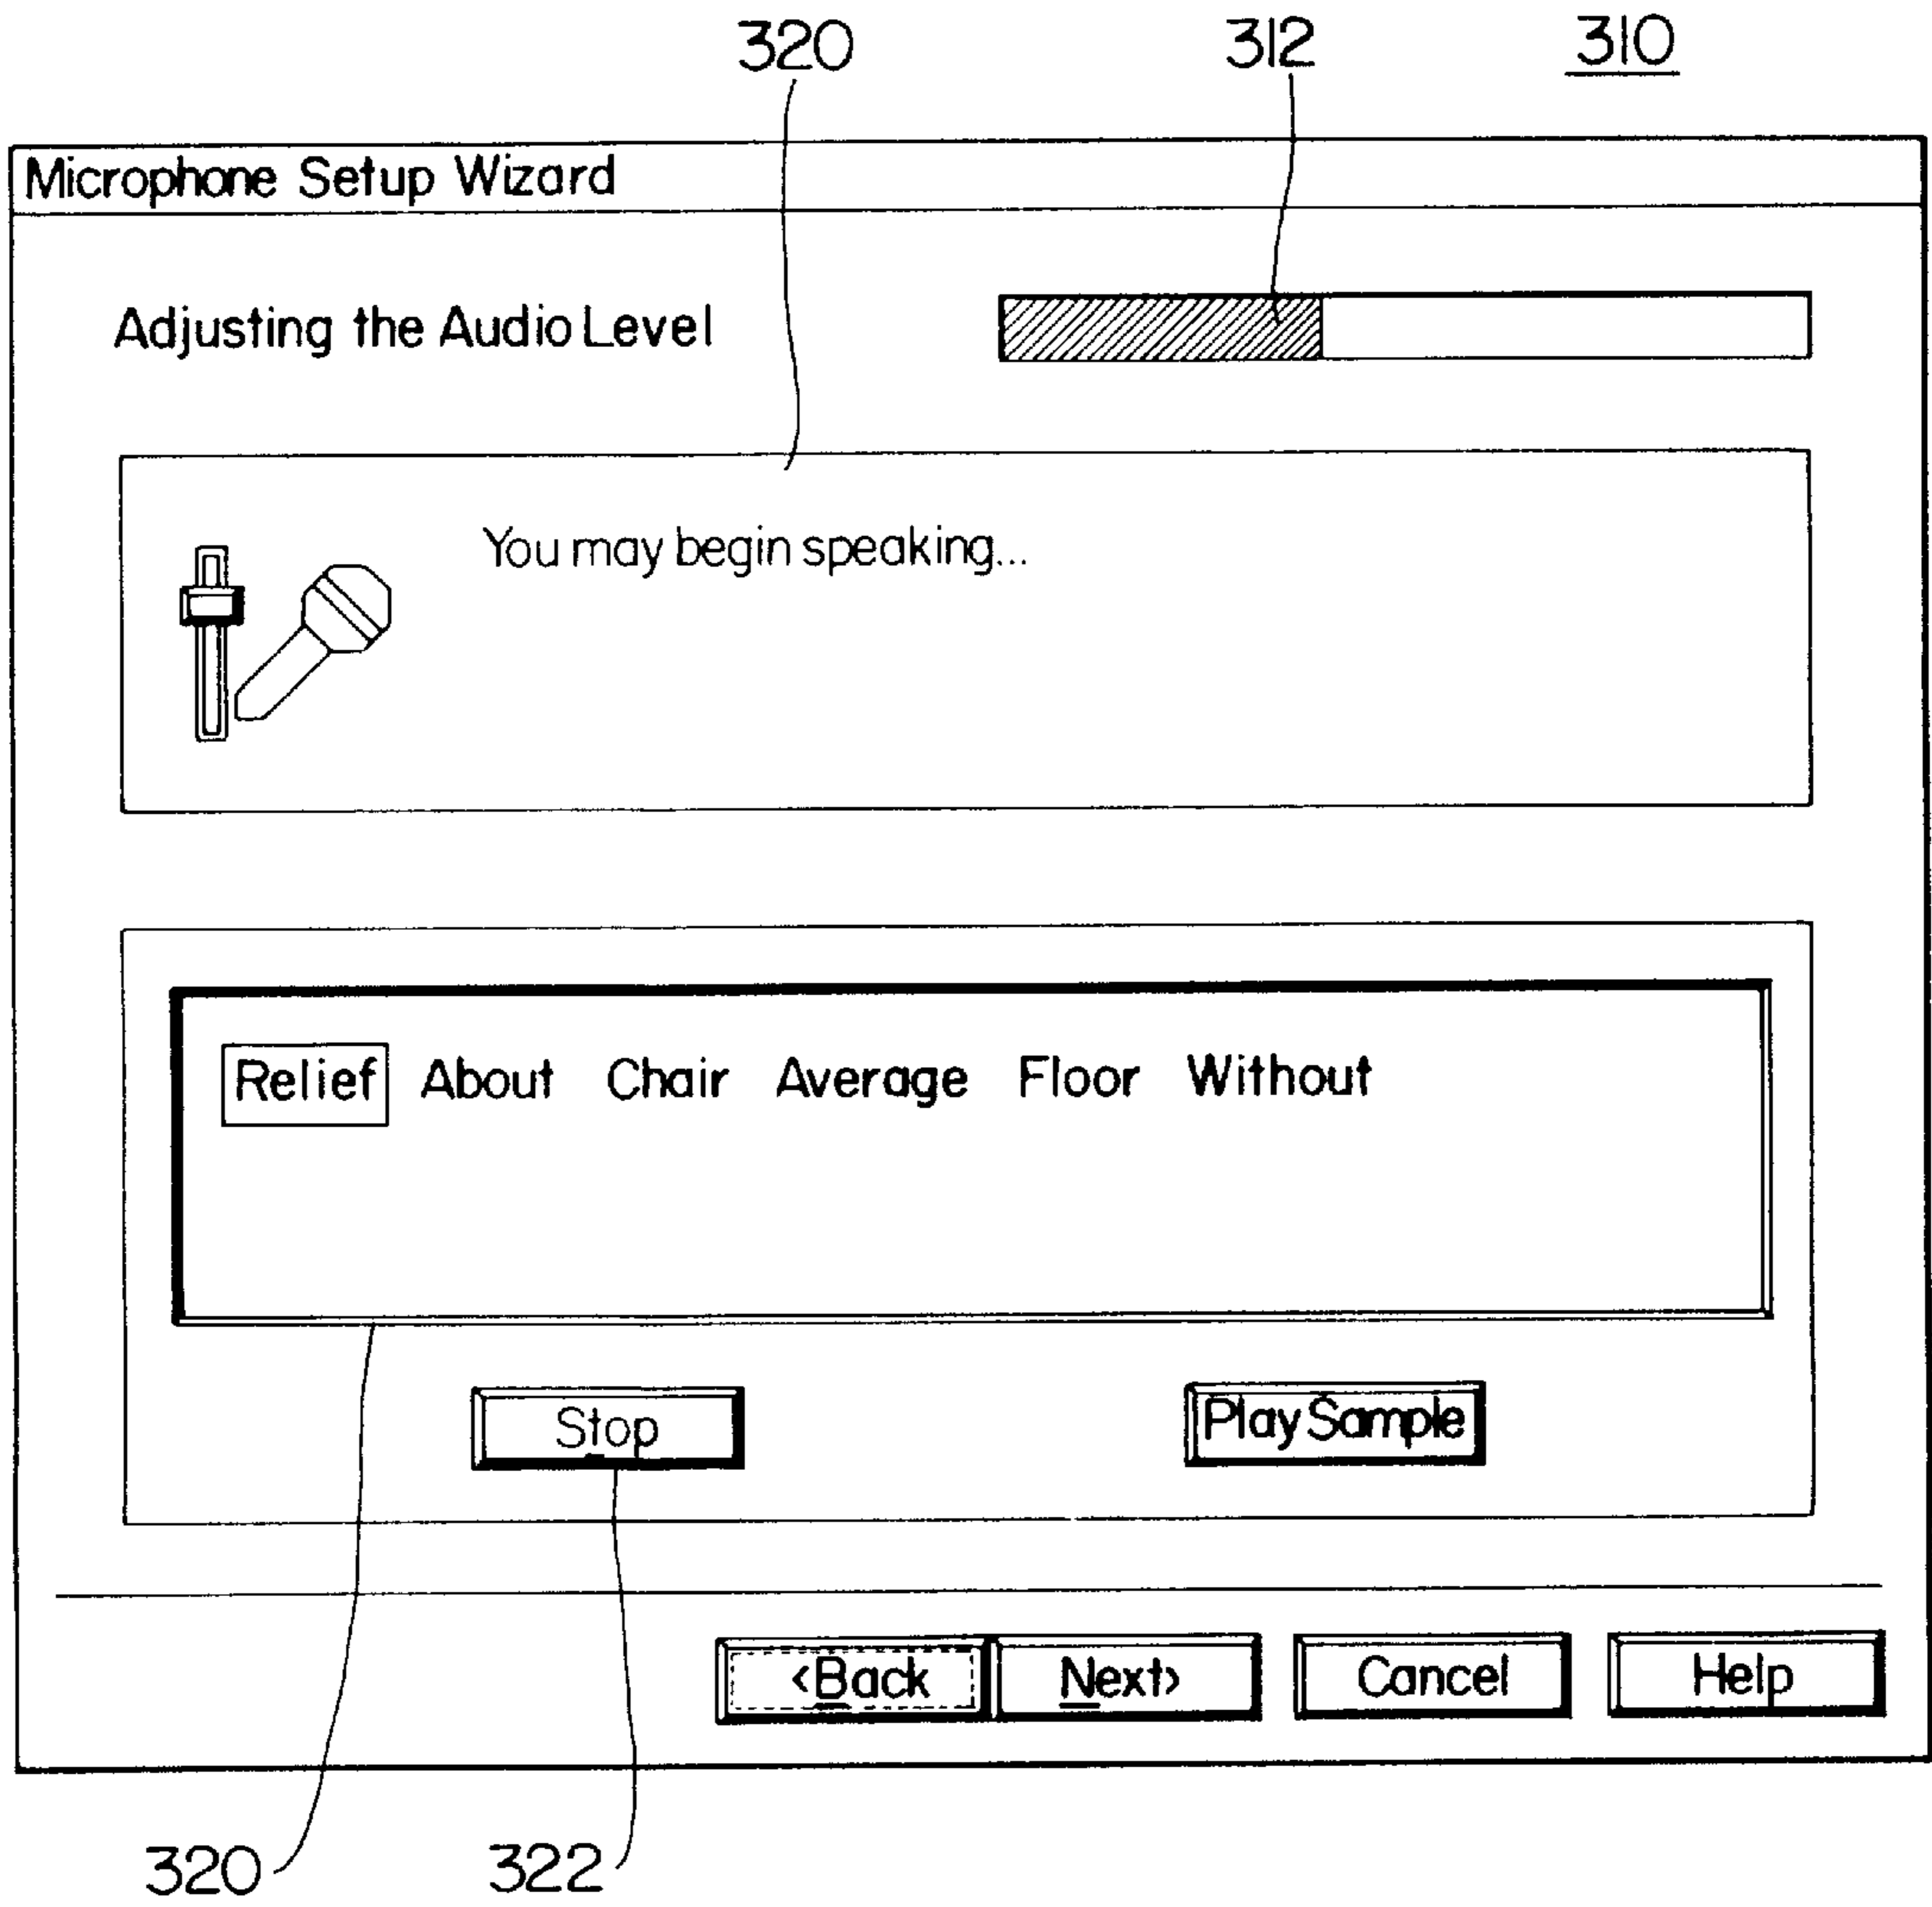 320 312 310
Microphone Setup Wizard
Adjusting the Audio Level
You may begin speaking...
Relief About Chair Average Floor Without
Stop Play Sample
<Back Next> Cancel Help
320 322